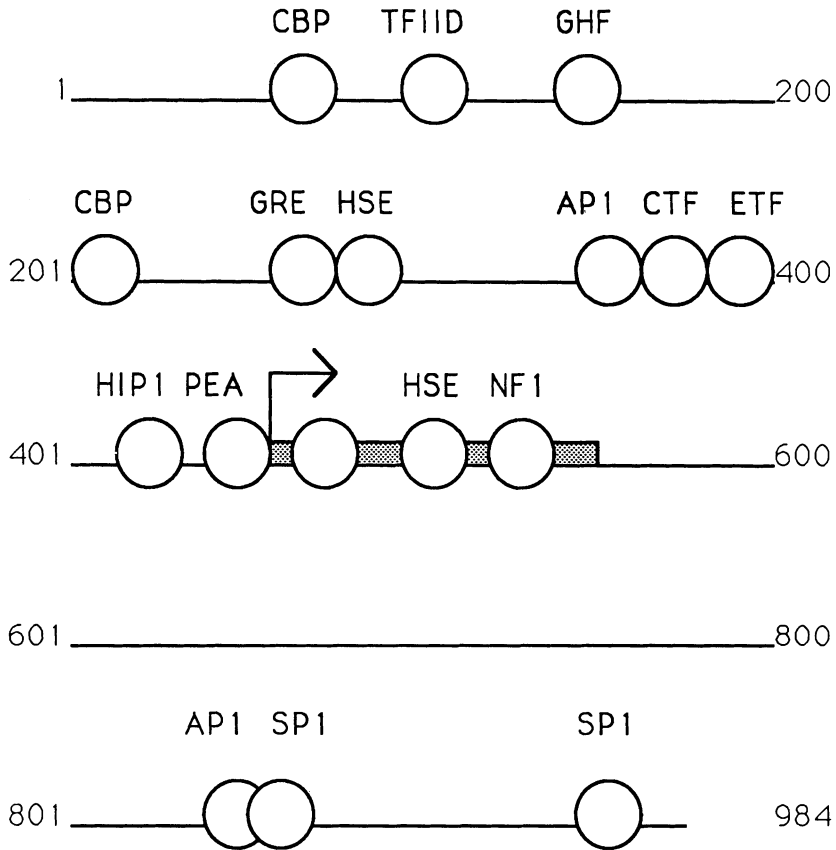 CBP TFIID GHF
1 200
CBP GRE HSE AP1 CTF ETF
201 400
HIP1 PEA HSE NF1
401 600
601 800
AP1 SP1 SP1
801 984